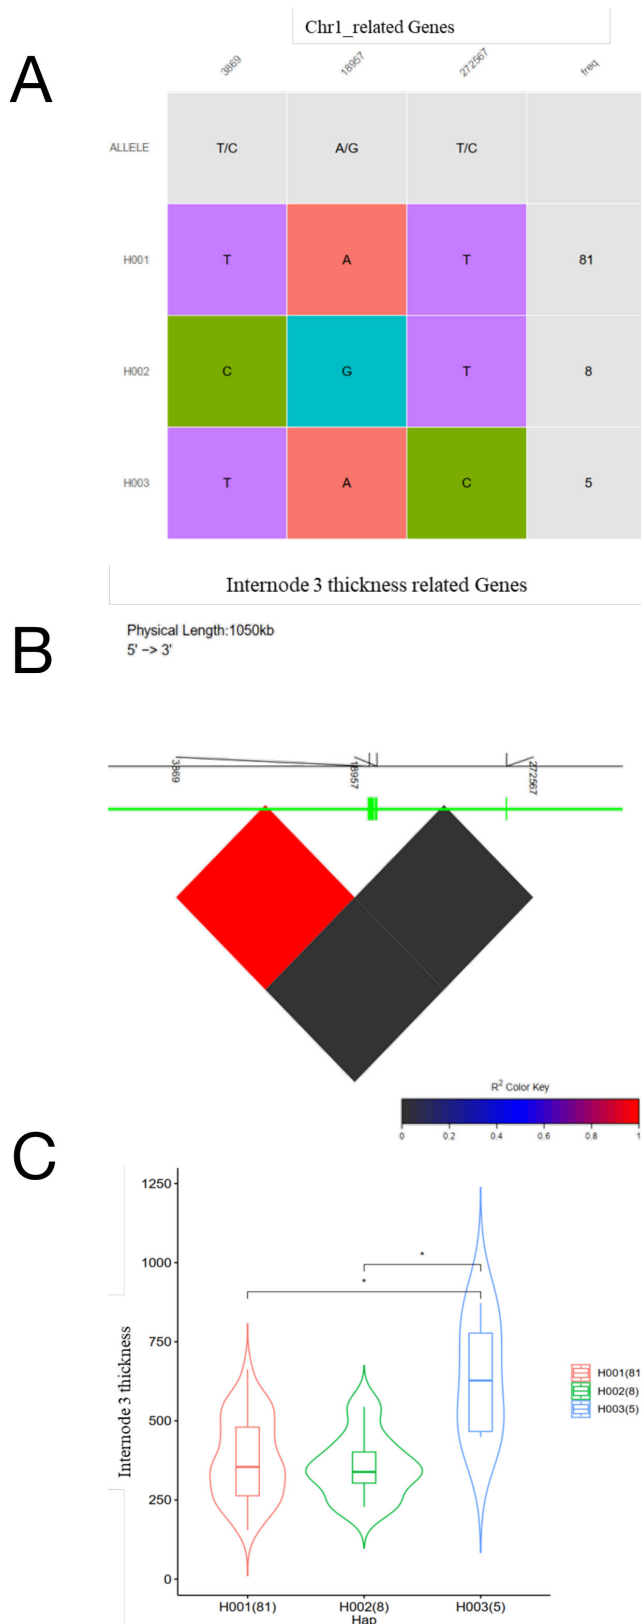 Chr1_related Genes
A
3869 18957 272567 freq
ALLELE T/C A/G T/C
H001 T A T 81
H002 C G T 8
H003 T A C 5
Internode 3 thickness related Genes
B
Physical Length:1050kb
5' -> 3'
3869 18957 272567
R2 Color Key
0 0.2 0.4 0.6 0.8 1
C
1250
1000
750
500
250
0
Internode 3 thickness
*
*
H001(81
H002(8)
H003(5)
H001(81) H002(8) H003(5)
Hap